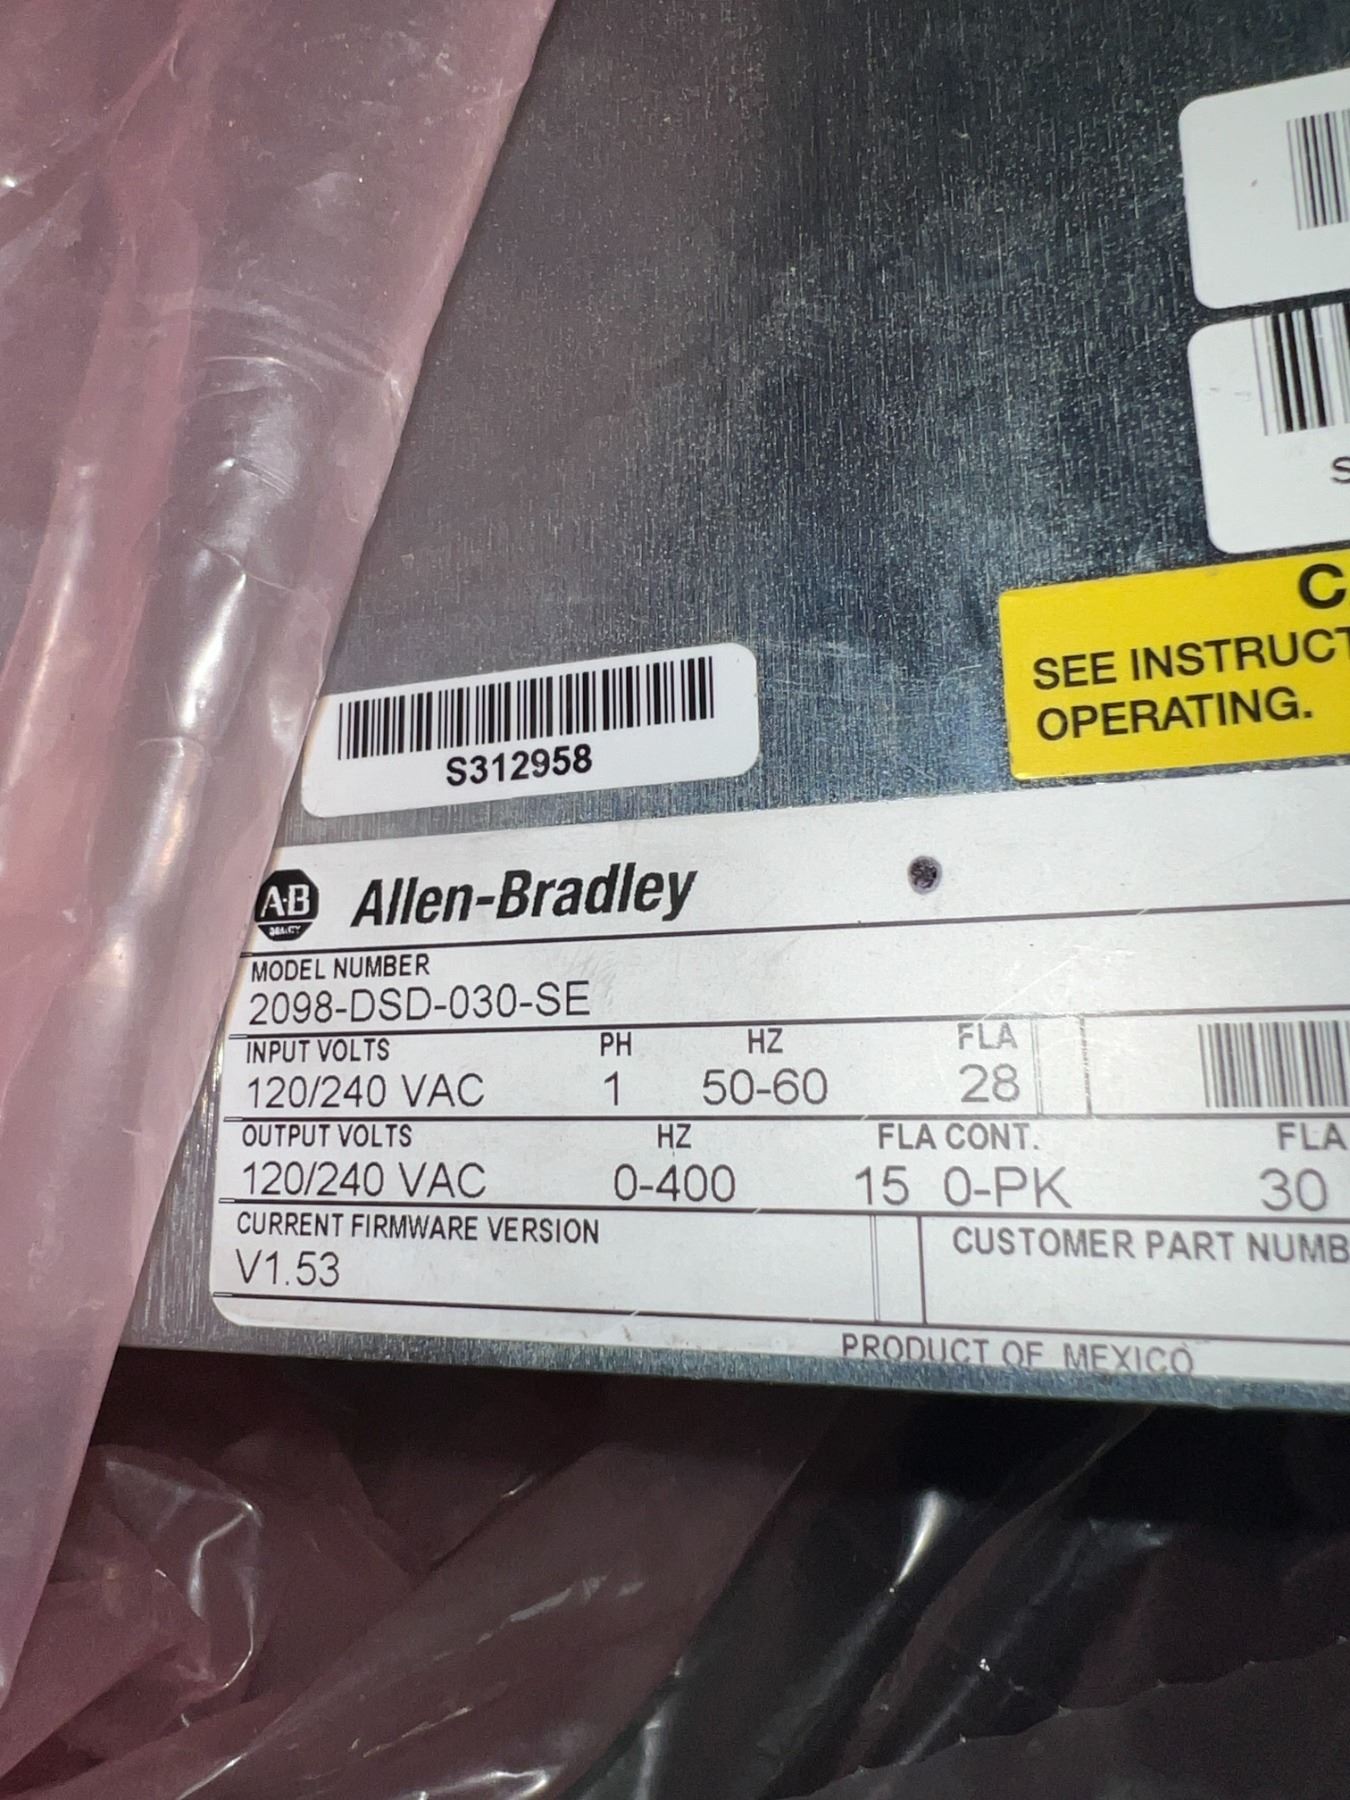 S
C
SEE INSTRUCT
OPERATING.
S312958
A-B Allen-Bradley
MODEL NUMBER
2098-DSD-030-SE
INPUT VOLTS PH HZ FLA
120/240 VAC 1 50-60 28
OUTPUT VOLTS HZ FLA CONT. FLA
120/240 VAC 0-400 15 0-PK 30
CURRENT FIRMWARE VERSION CUSTOMER PART NUMB
V1.53
PRODUCT OF MEXICO